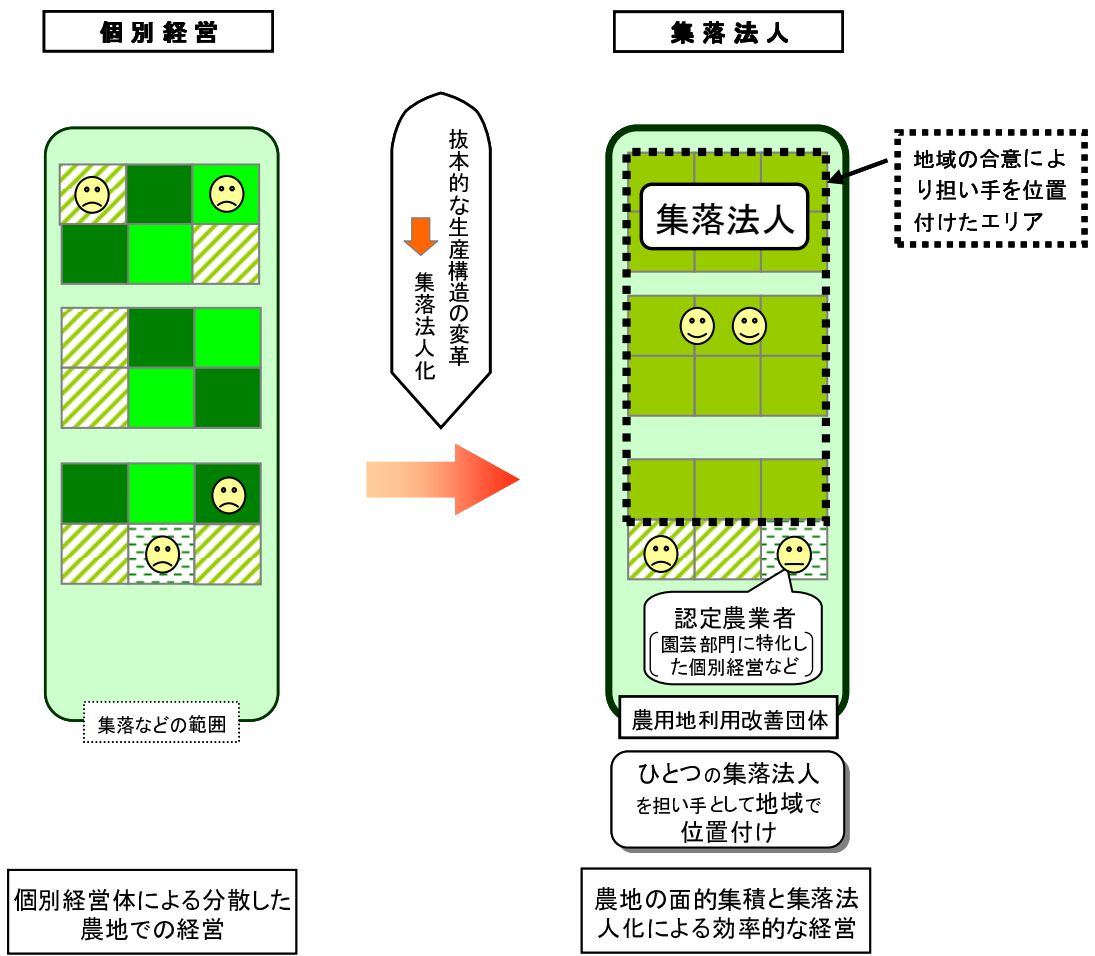 個別経営
集落法人
抜本的な生産構造の変革
集落法人化
地域の合意によ
り担い手を位置
付けたエリア
集落法人
認定農業者
園芸部門に特化し
た個別経営など
集落などの範囲
農用地利用改善団体
ひとつの集落法人
を担い手として地域で
位置付け
個別経営体による分散した
農地での経営
農地の面的集積と集落法
人化による効率的な経営